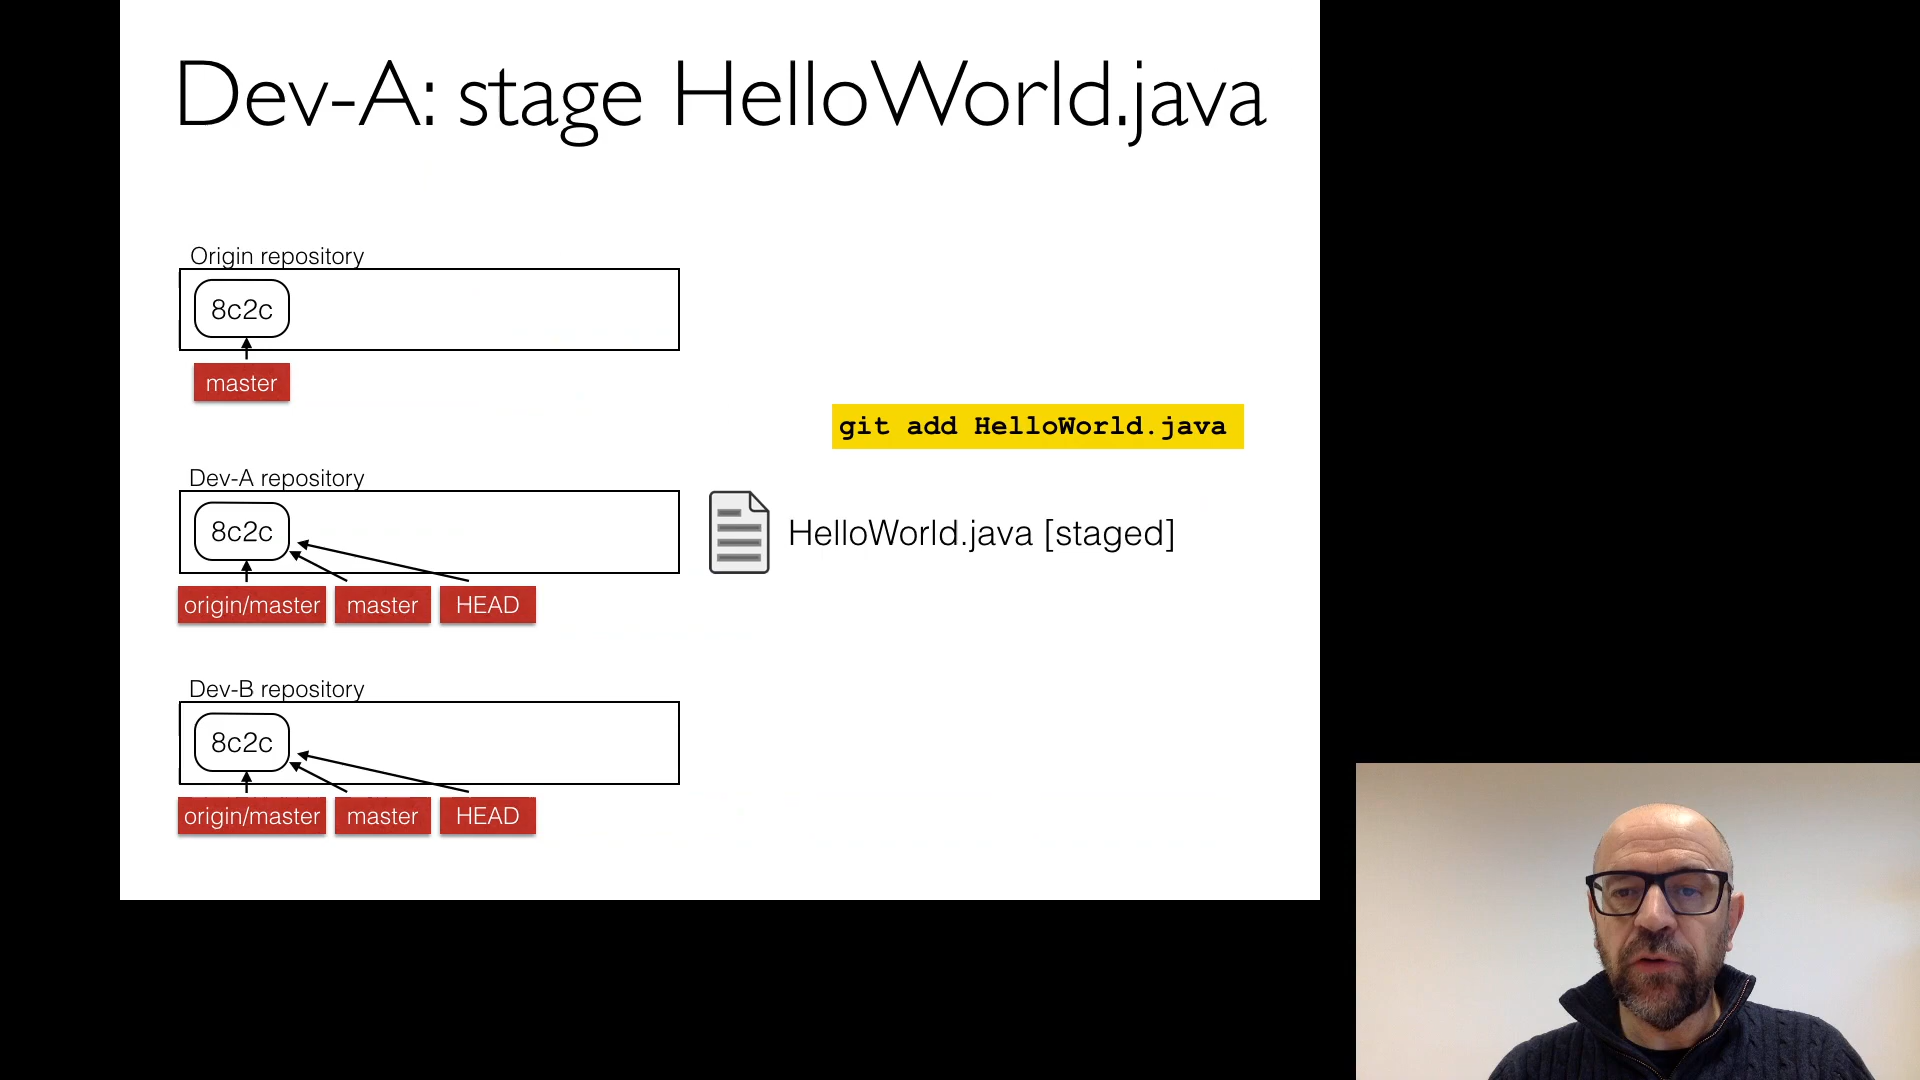 Dev-A: stage HelloWorld.java
Origin repository
8c2c
master
git add HelloWorld.java
Dev-A repository
8c2c
HelloWorld.java [staged]
origin/master master HEAD
Dev-B repository
8c2c
origin/master master HEAD